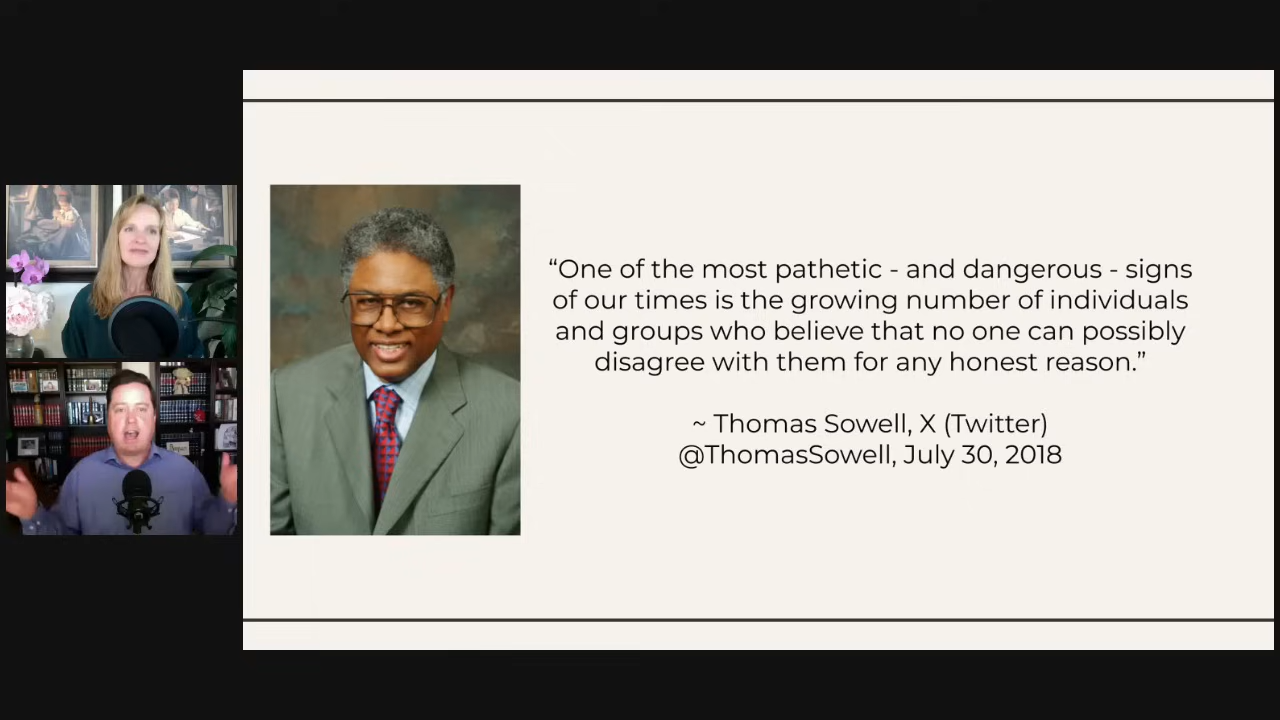 “One of the most pathetic - and dangerous - signs
of our times is the growing number of individuals
and groups who believe that no one can possibly
disagree with them for any honest reason.”
~ Thomas Sowell, X (Twitter)
@ThomasSowell, July 30, 2018